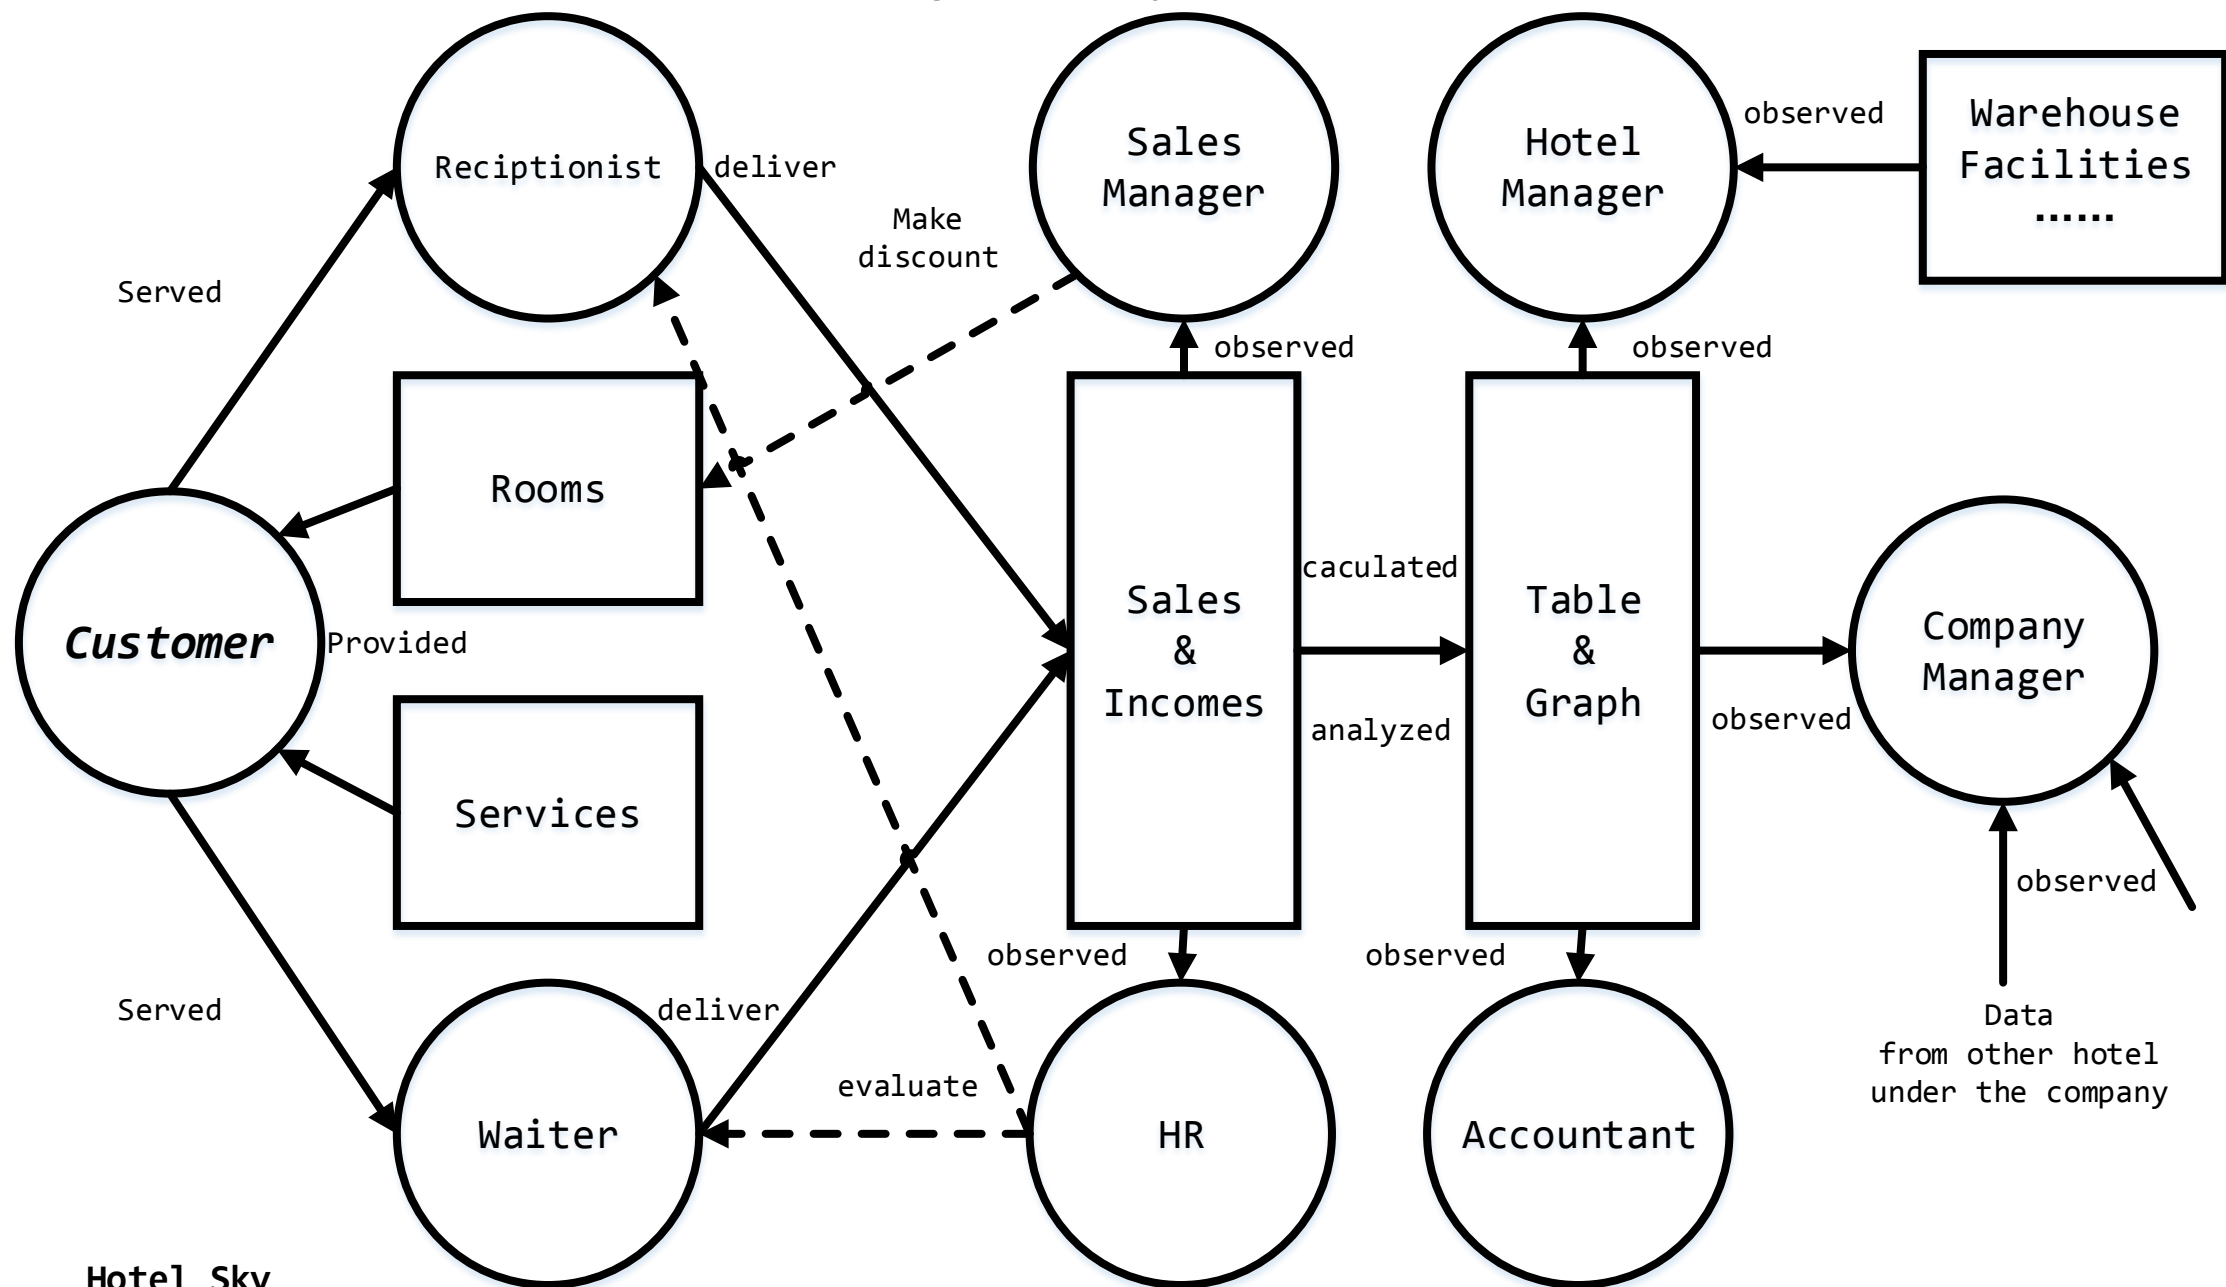 Reciptionist
deliver
Sales
Manager
Hotel
Manager
observed
Warehouse
Facilities
......
Make
discount
Served
observed
observed
Rooms
Customer
Provided
Sales
&
Incomes
caculated
analyzed
Table
&
Graph
Company
Manager
observed
Services
observed
observed
observed
Served
deliver
Data
from other hotel
under the company
evaluate
Waiter
HR
Accountant
Hotel Sky